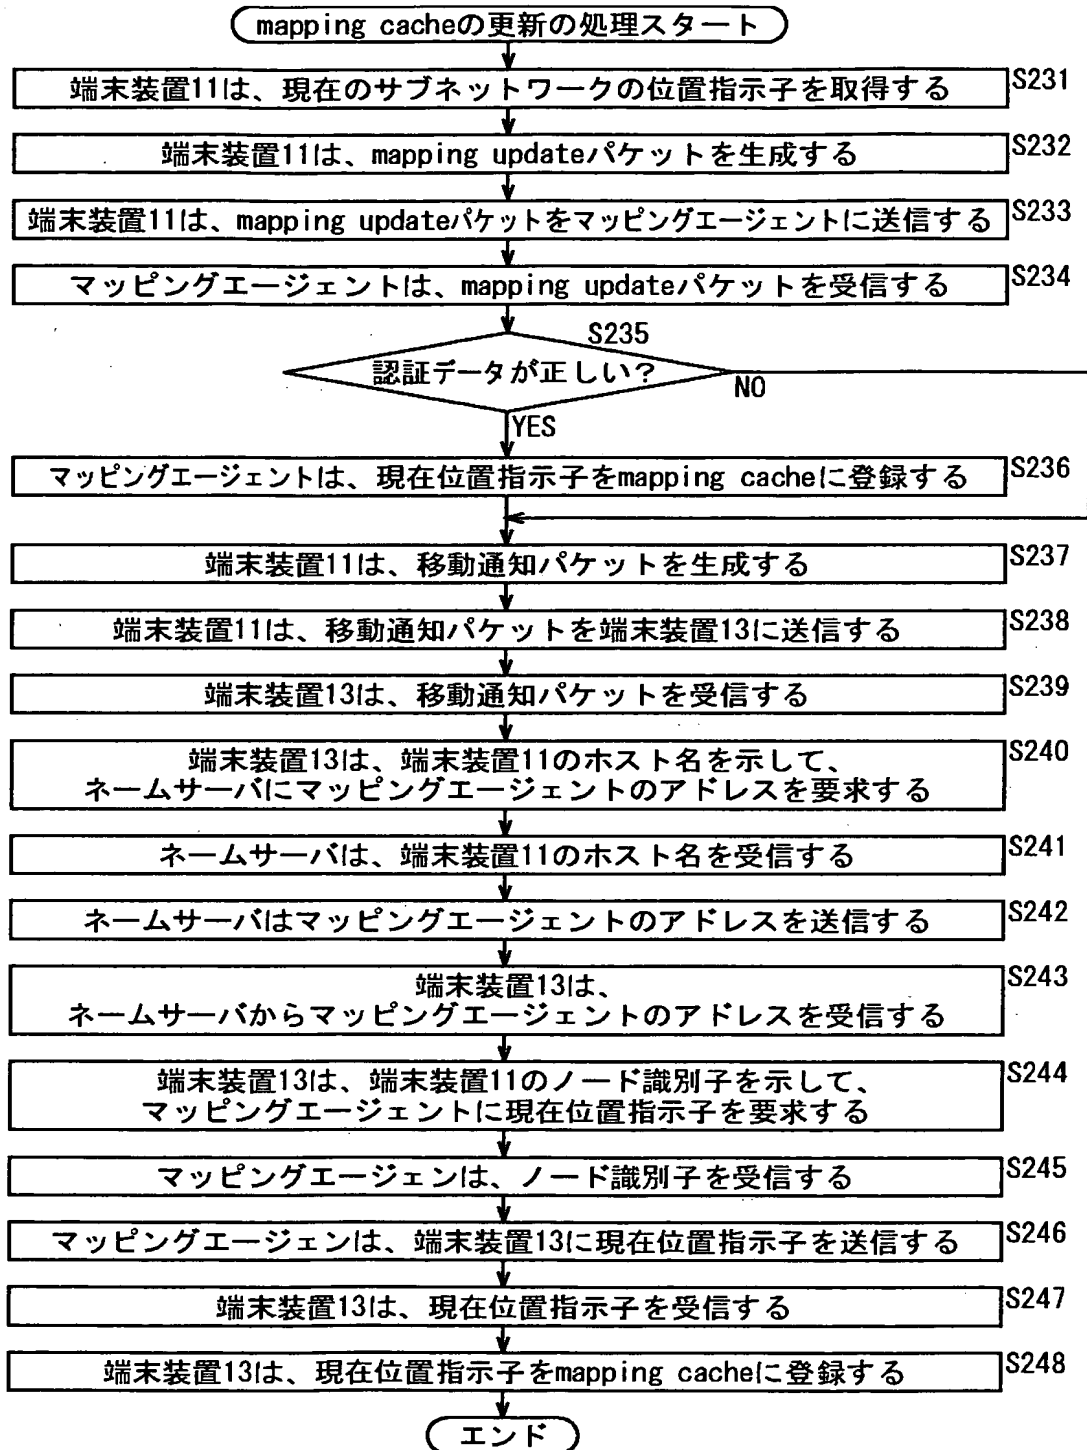 mapping cacheの更新の処理スタート
端末装置11は、現在のサブネットワークの位置指示子を取得する
S231
端末装置11は、mapping updateパケットを生成する
S232
端末装置11は、mapping updateパケットをマッピングエージェントに送信する
S233
マッピングエージェントは、mapping updateパケットを受信する
S234
S235
認証データが正しい?
NO
YES
マッピングエージェントは、現在位置指示子をmapping cacheに登録する
S236
端末装置11は、移動通知パケットを生成する
S237
端末装置11は、移動通知パケットを端末装置13に送信する
S238
端末装置13は、移動通知パケットを受信する
S239
端末装置13は、端末装置11のホスト名を示して、
ネームサーバにマッピングエージェントのアドレスを要求する
S240
ネームサーバは、端末装置11のホスト名を受信する
S241
ネームサーバはマッピングエージェントのアドレスを送信する
S242
端末装置13は、
ネームサーバからマッピングエージェントのアドレスを受信する
S243
端末装置13は、端末装置11のノード識別子を示して、
マッピングエージェントに現在位置指示子を要求する
S244
マッピングエージェンは、ノード識別子を受信する
S245
マッピングエージェンは、端末装置13に現在位置指示子を送信する
S246
端末装置13は、現在位置指示子を受信する
S247
端末装置13は、現在位置指示子をmapping cacheに登録する
S248
エンド